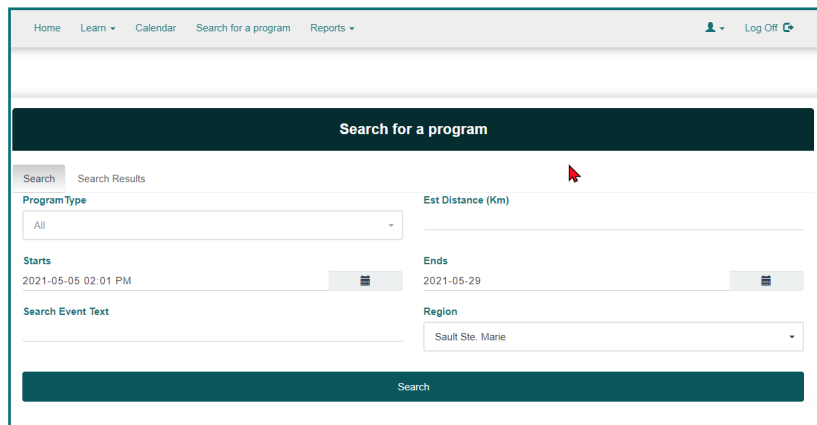 Home Learn Calendar Search for a program Reports Log Off
Search for a program
Search Search Results
Program Type Est Distance (Km)
All
Starts Ends
2021-05-05 02:01 PM 2021-05-29
Search Event Text Region
Sault Ste. Marie
Search